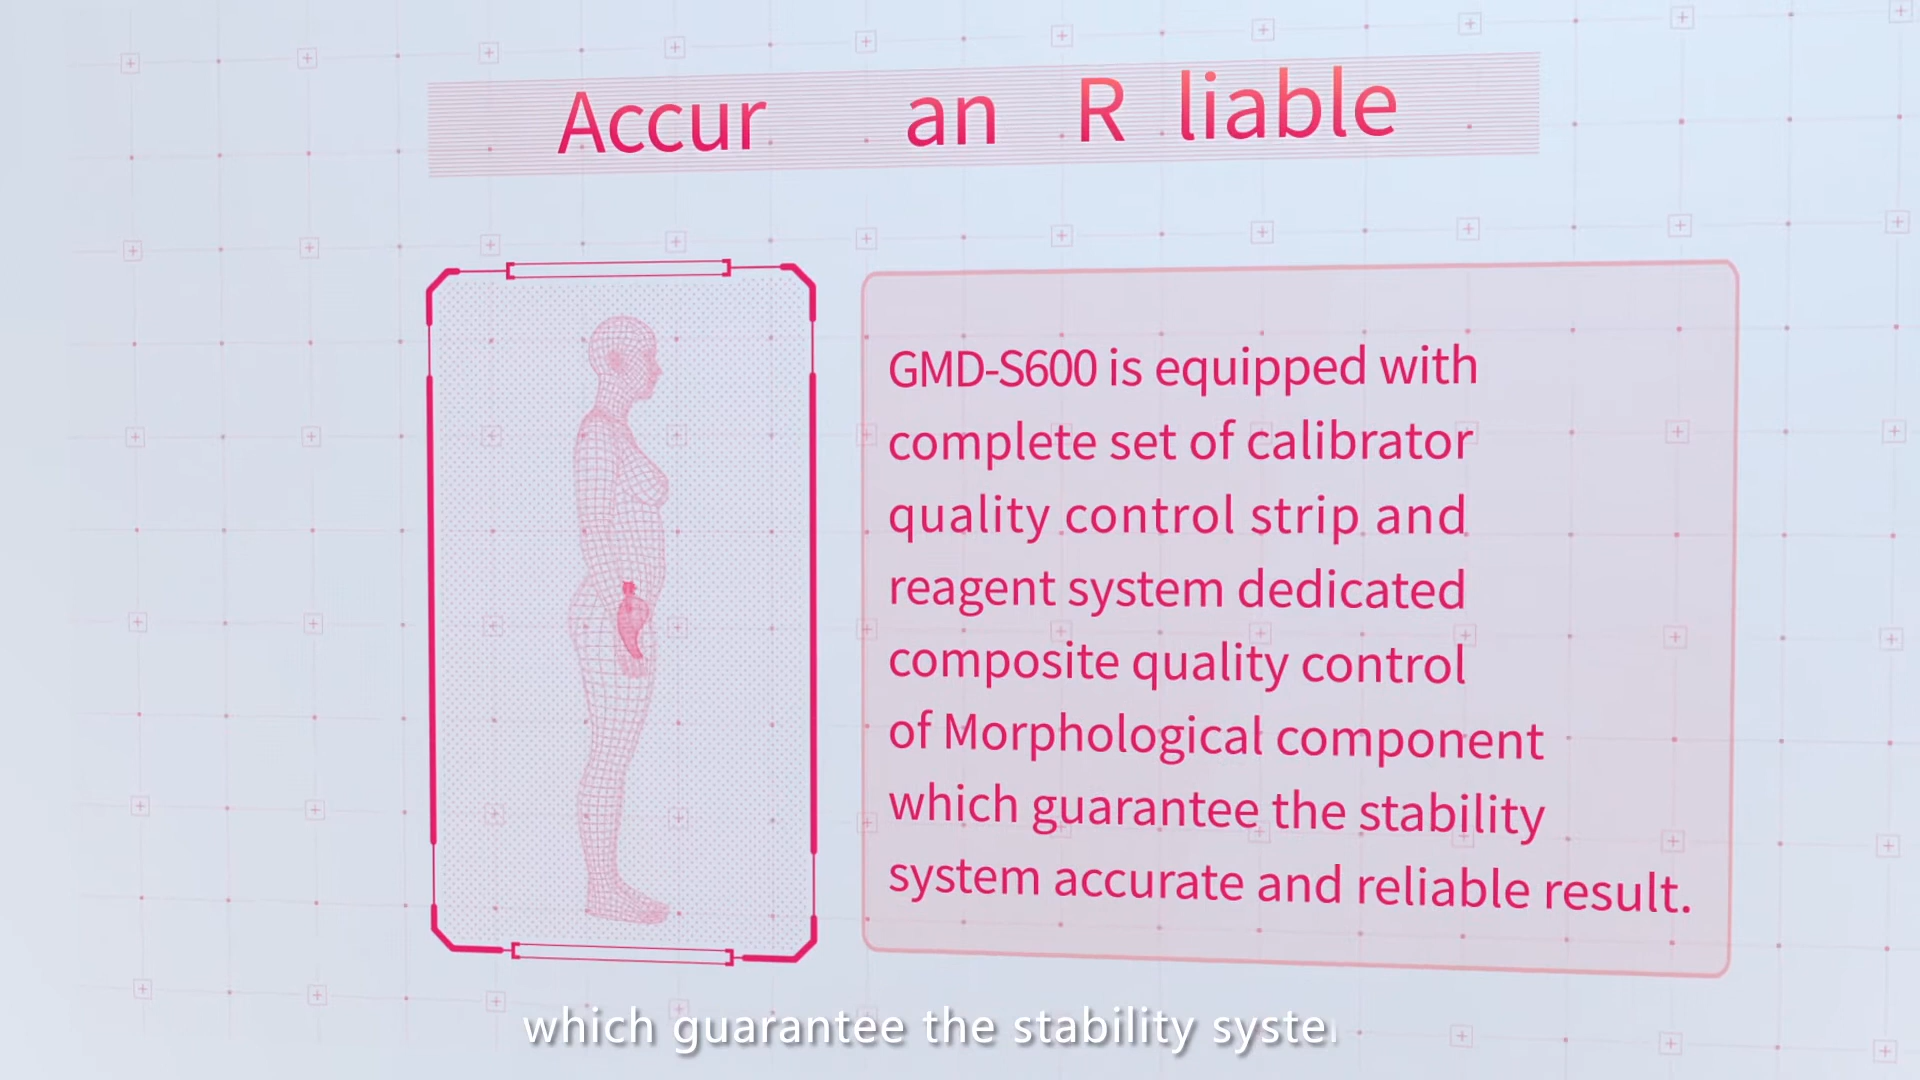 Accur an R liable
GMD-S600 is equipped with
complete set of calibrator
quality control strip and
reagent system dedicated
composite quality control
of Morphological component
which guarantee the stability
system accurate and reliable result.
which guarantee the stability syste